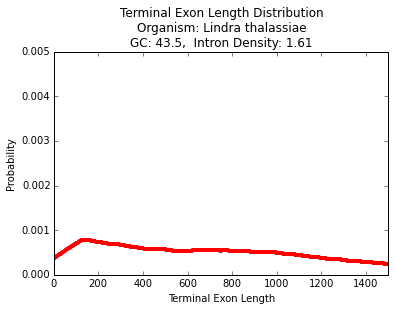 Terminal Exon Length Distribution
Organism: Lindra thalassiae
GC: 43.5,  Intron Density: 1.61
0.005
0.004
0.003
0.002
0.001
0.000
Probability
0 200 400 600 800 1000 1200 1400
Terminal Exon Length